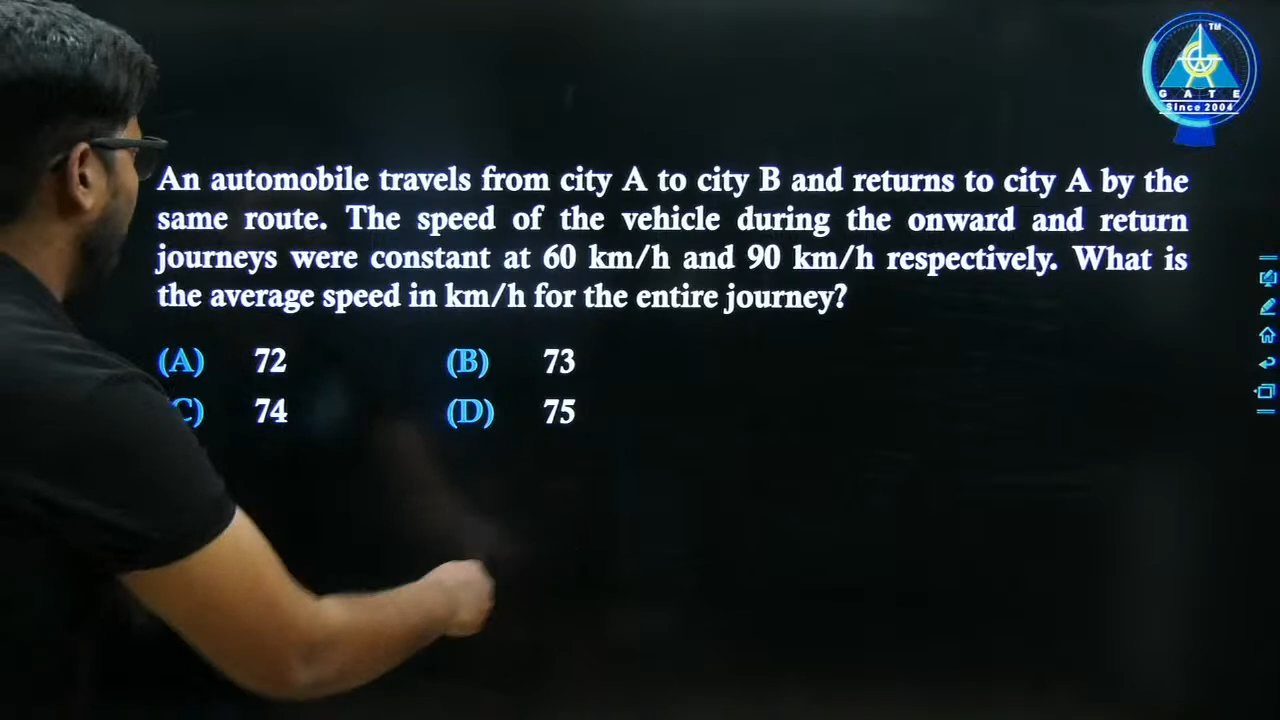 TM
GATE
Since 2004
An automobile travels from city A to city B and returns to city A by the
same route. The speed of the vehicle during the onward and return
journeys were constant at 60 km/h and 90 km/h respectively. What is
the average speed in km/h for the entire journey?
(A) 72 (B) 73
C) 74 (D) 75